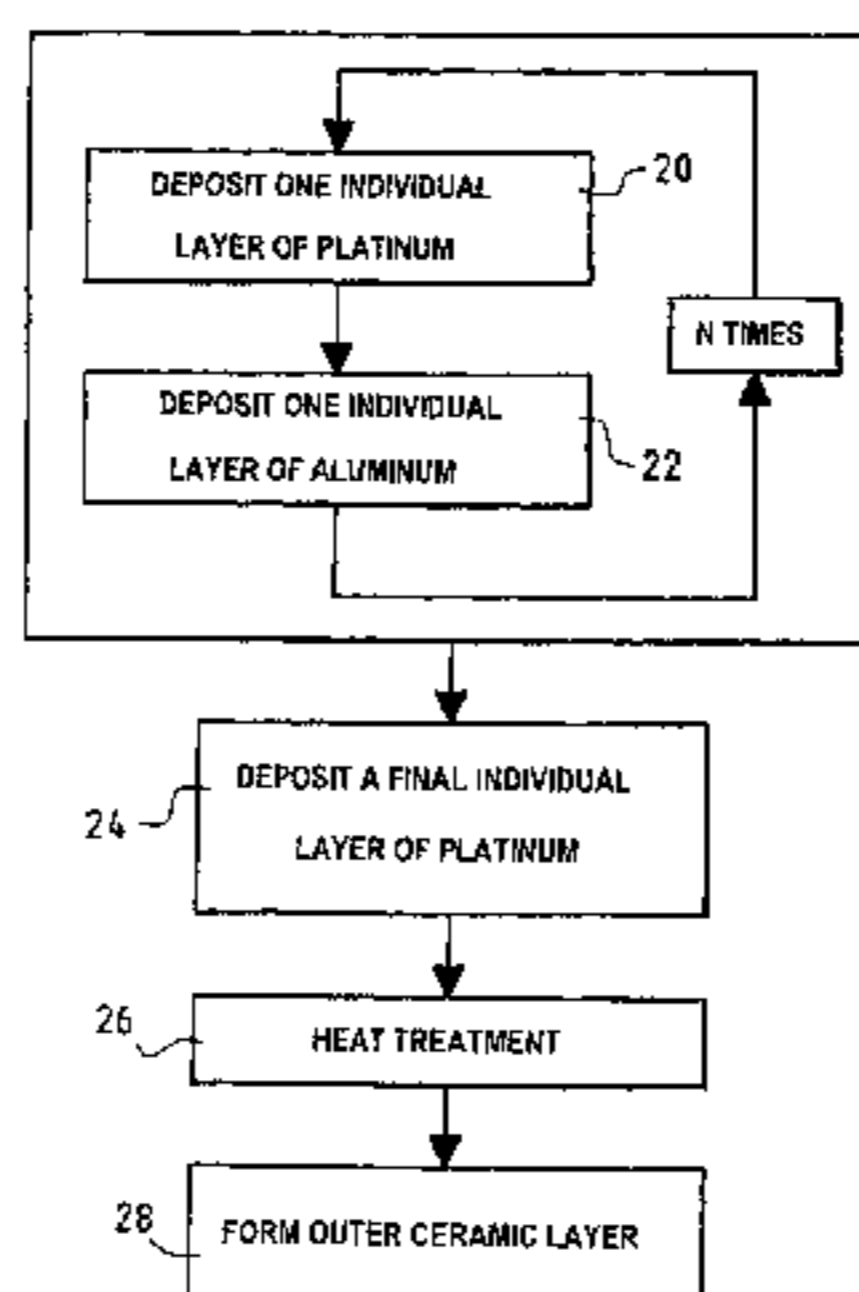 DEPOSIT ONE INDIVIDUAL
LAYER OF PLATINUM
20
N TIMES
DEPOSIT ONE INDIVIDUAL
LAYER OF ALUMINUM
22
DEPOSIT A FINAL INDIVIDUAL
LAYER OF PLATINUM
24
26
HEAT TREATMENT
28
FORM OUTER CERAMIC LAYER